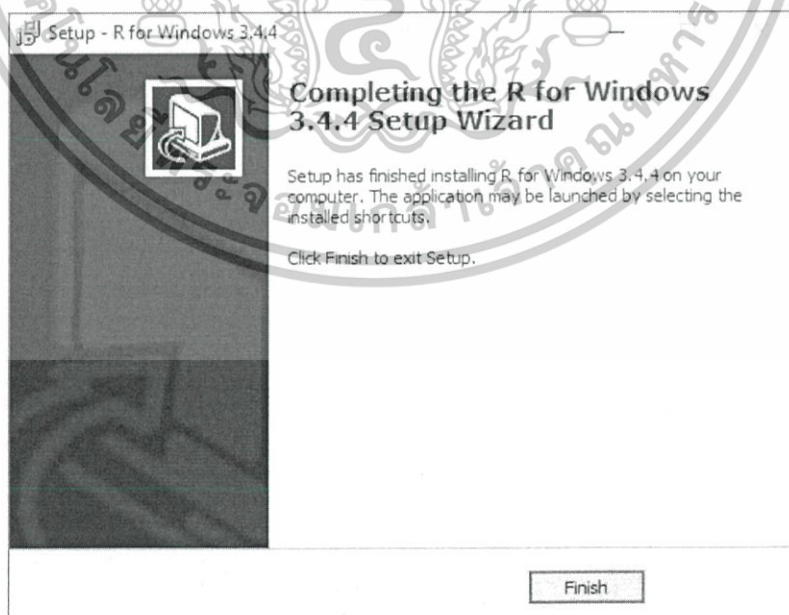 Setup - R for Windows 3.4.4
Completing the R for Windows
3.4.4 Setup Wizard
Setup has finished installing R for Windows 3.4.4 on your
computer. The application may be launched by selecting the
installed shortcuts.
Click Finish to exit Setup.
Finish